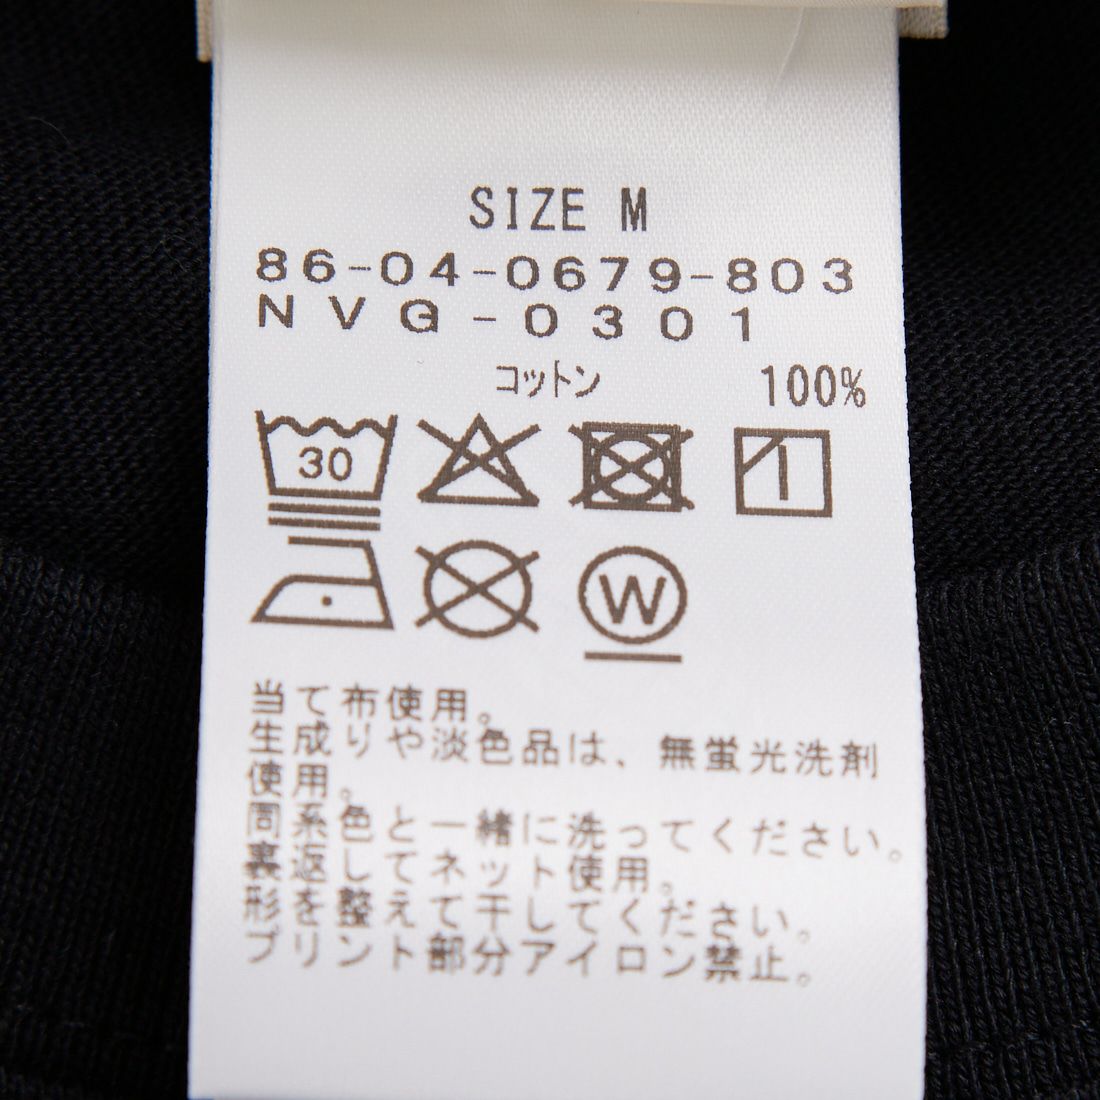 SIZE M
86-04-0679-803
NVG-0301
コットン 100%
30
W
当て布使用。
生成りや淡色品は、無蛍光洗剤
使用。
同系色と一緒に洗ってください。
裏返してネット使用。
形を整えて干してください。
プリント部分アイロン禁止。